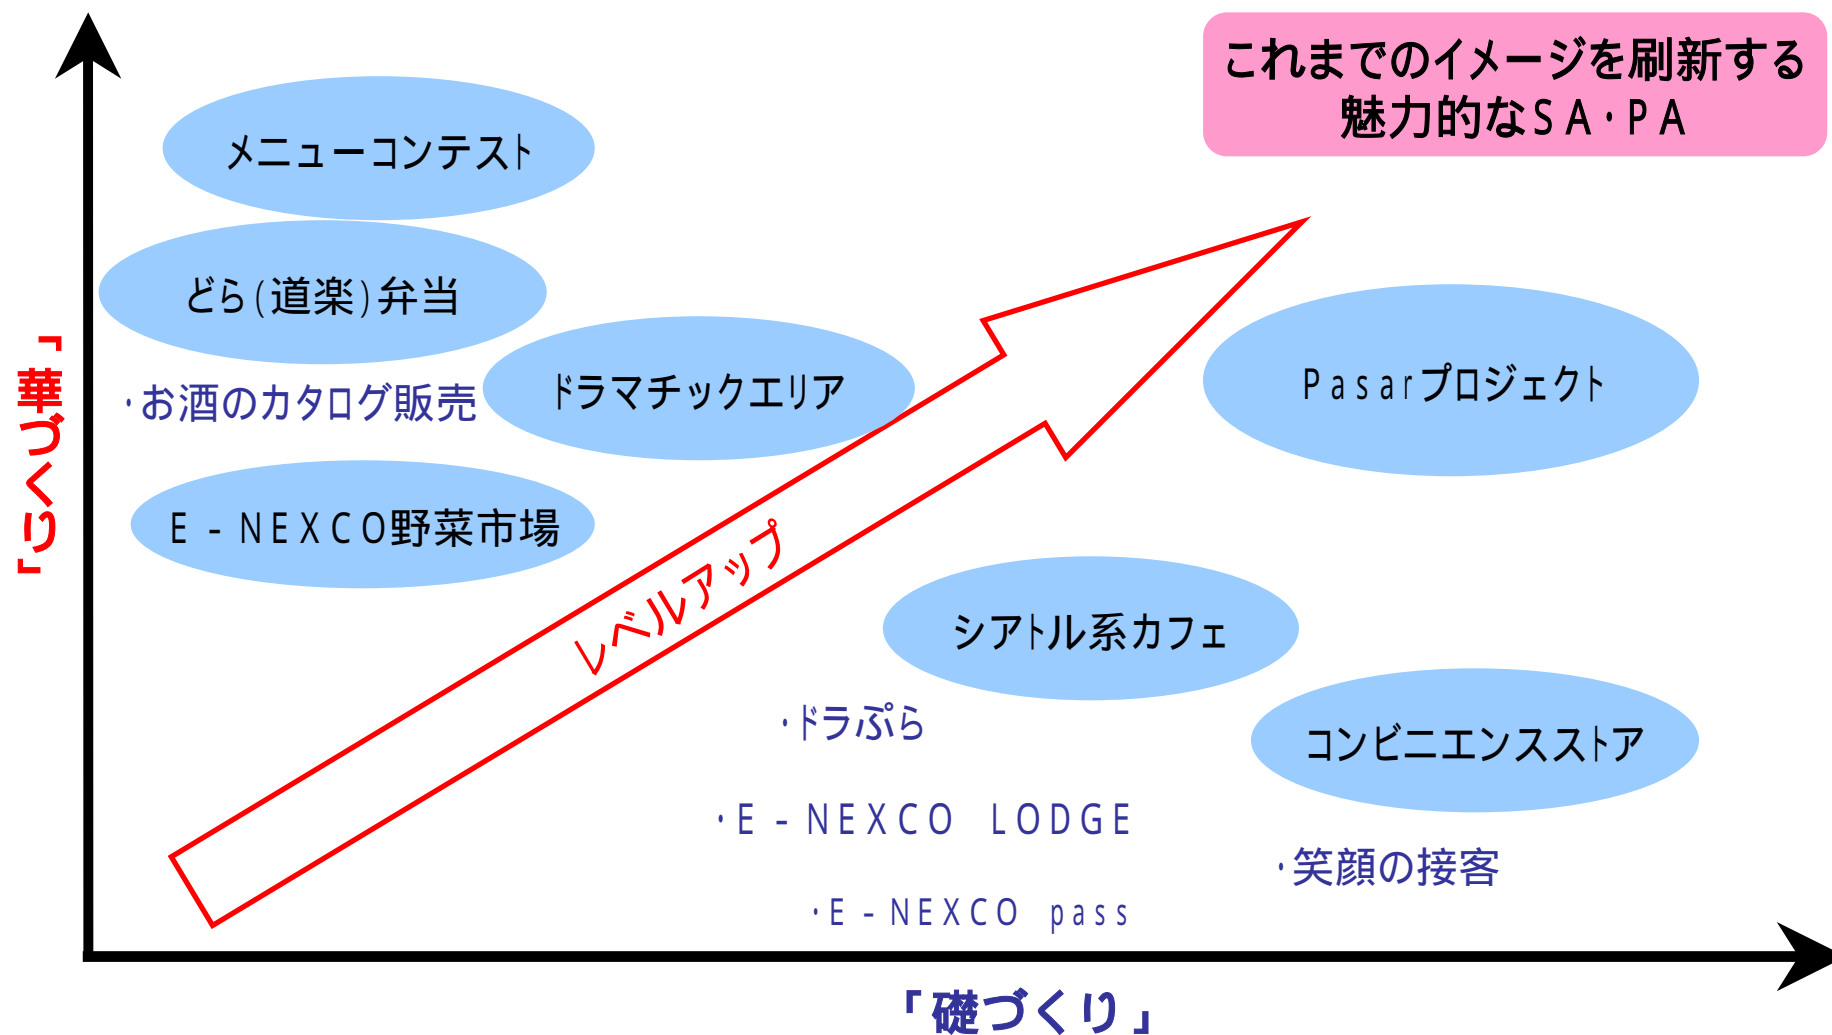 これまでのイメージを刷新する
魅力的なSA・PA
メニューコンテスト
どら(道楽)弁当
・お酒のカタログ販売
ドラマチックエリア
E-NEXCO野菜市場
Pasarプロジェクト
レベルアップ
シアトル系カフェ
コンビニエンスストア
・ドラぷら
・E-NEXCO LODGE
・笑顔の接客
・E-NEXCO pass
「華づくり」
「礎づくり」